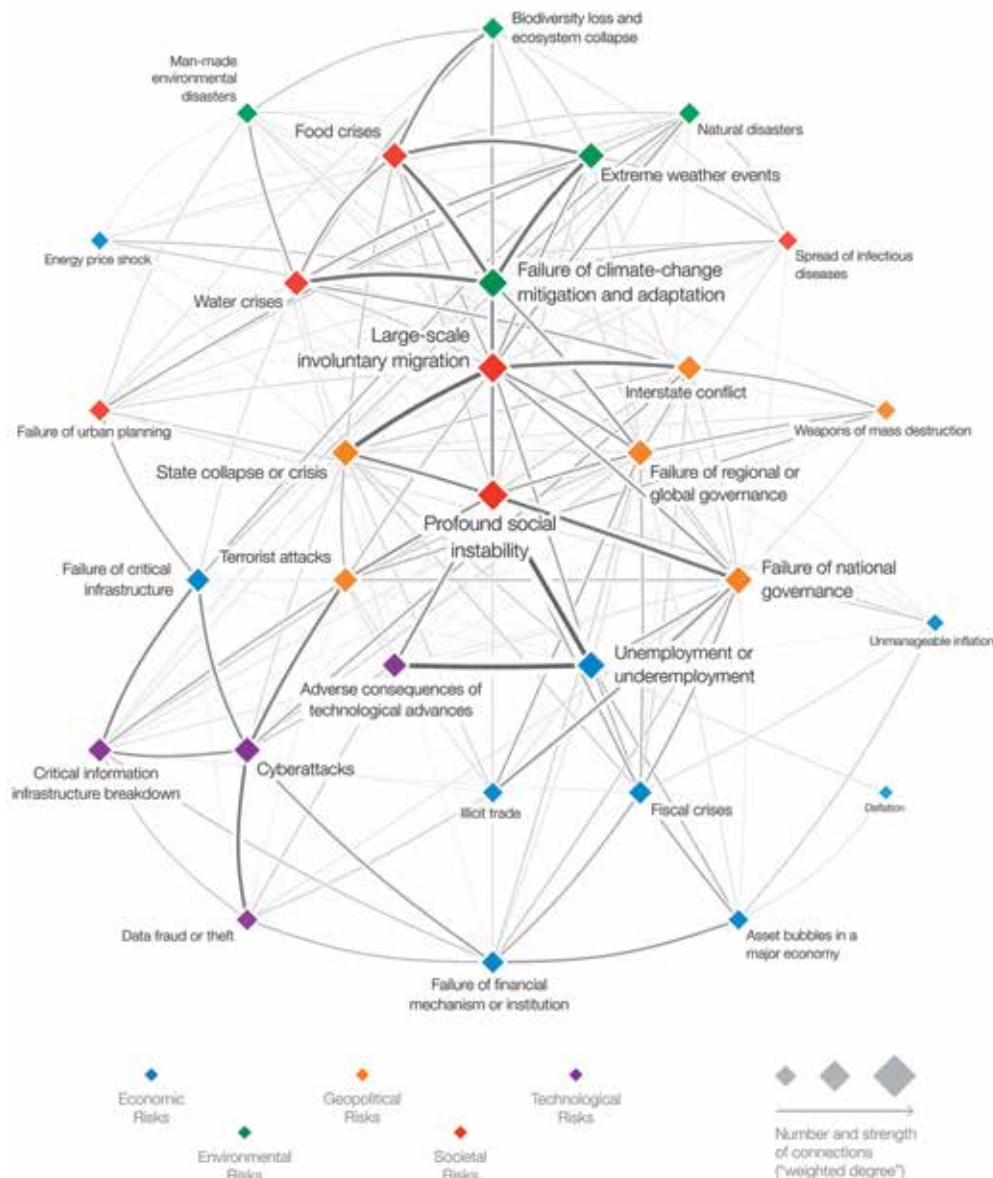 Biodiversity loss and
ecosystem collapse
Man-made
environmental
disasters
Food crises
Natural disasters
Extreme weather events
Energy price shock
Spread of infectious
diseases
Water crises
Failure of climate-change
mitigation and adaptation
Large-scale
involuntary migration
Interstate conflict
Failure of urban planning
Weapons of mass destruction
State collapse or crisis
Failure of regional or
global governance
Profound social
instability
Failure of critical
infrastructure
Terrorist attacks
Failure of national
governance
Unmanageable inflation
Adverse consequences of
technological advances
Unemployment or
underemployment
Critical information
infrastructure breakdown
Cyberattacks
Illicit trade
Fiscal crises
Deflation
Data fraud or theft
Failure of financial
mechanism or institution
Asset bubbles in a
major economy
Economic
Risks
Geopolitical
Risks
Technological
Risks
Environmental
Risks
Societal
Risks
Number and strength
of connections
("weighted degree")